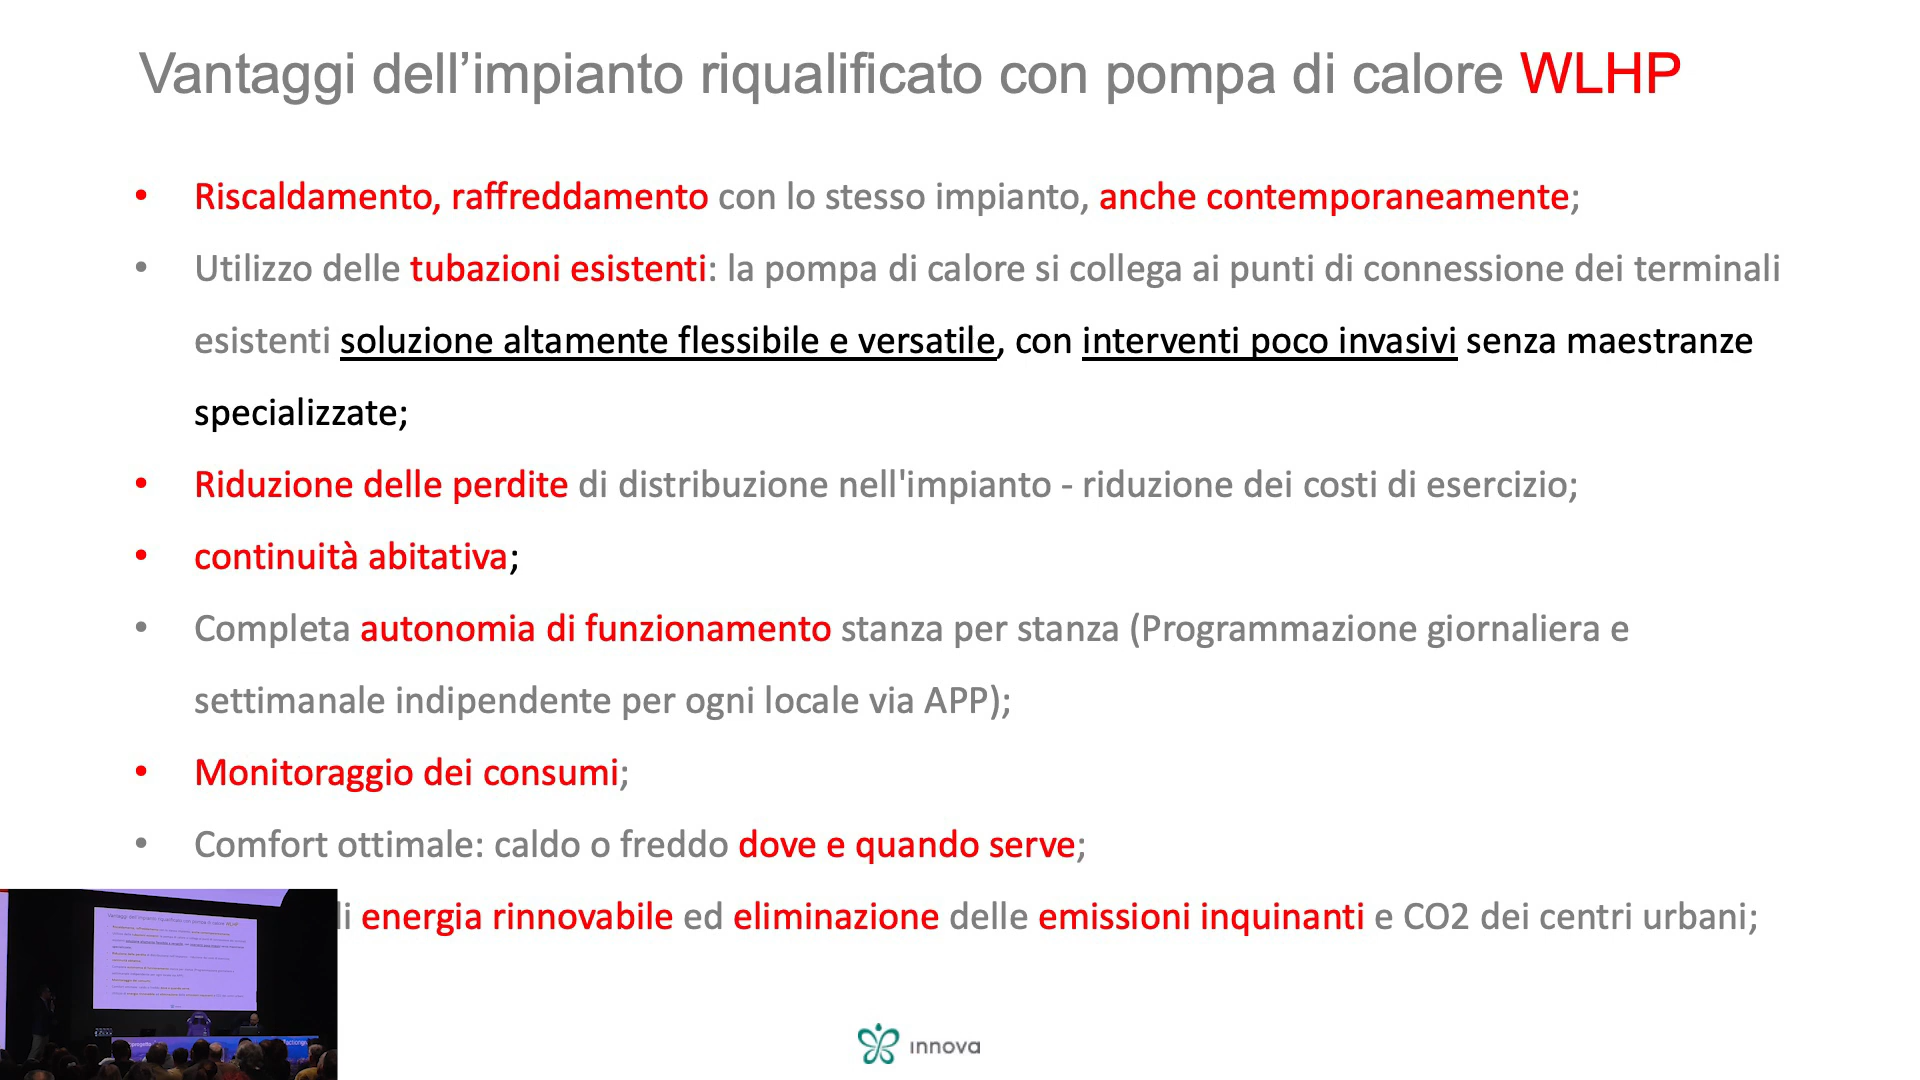 Vantaggi dell’impianto riqualificato con pompa di calore WLHP
• Riscaldamento, raffreddamento con lo stesso impianto, anche contemporaneamente;
• Utilizzo delle tubazioni esistenti: la pompa di calore si collega ai punti di connessione dei terminali
esistenti soluzione altamente flessibile e versatile, con interventi poco invasivi senza maestranze
specializzate;
• Riduzione delle perdite di distribuzione nell'impianto - riduzione dei costi di esercizio;
• continuità abitativa;
• Completa autonomia di funzionamento stanza per stanza (Programmazione giornaliera e
settimanale indipendente per ogni locale via APP);
• Monitoraggio dei consumi;
• Comfort ottimale: caldo o freddo dove e quando serve;
energia rinnovabile ed eliminazione delle emissioni inquinanti e CO2 dei centri urbani;
innova